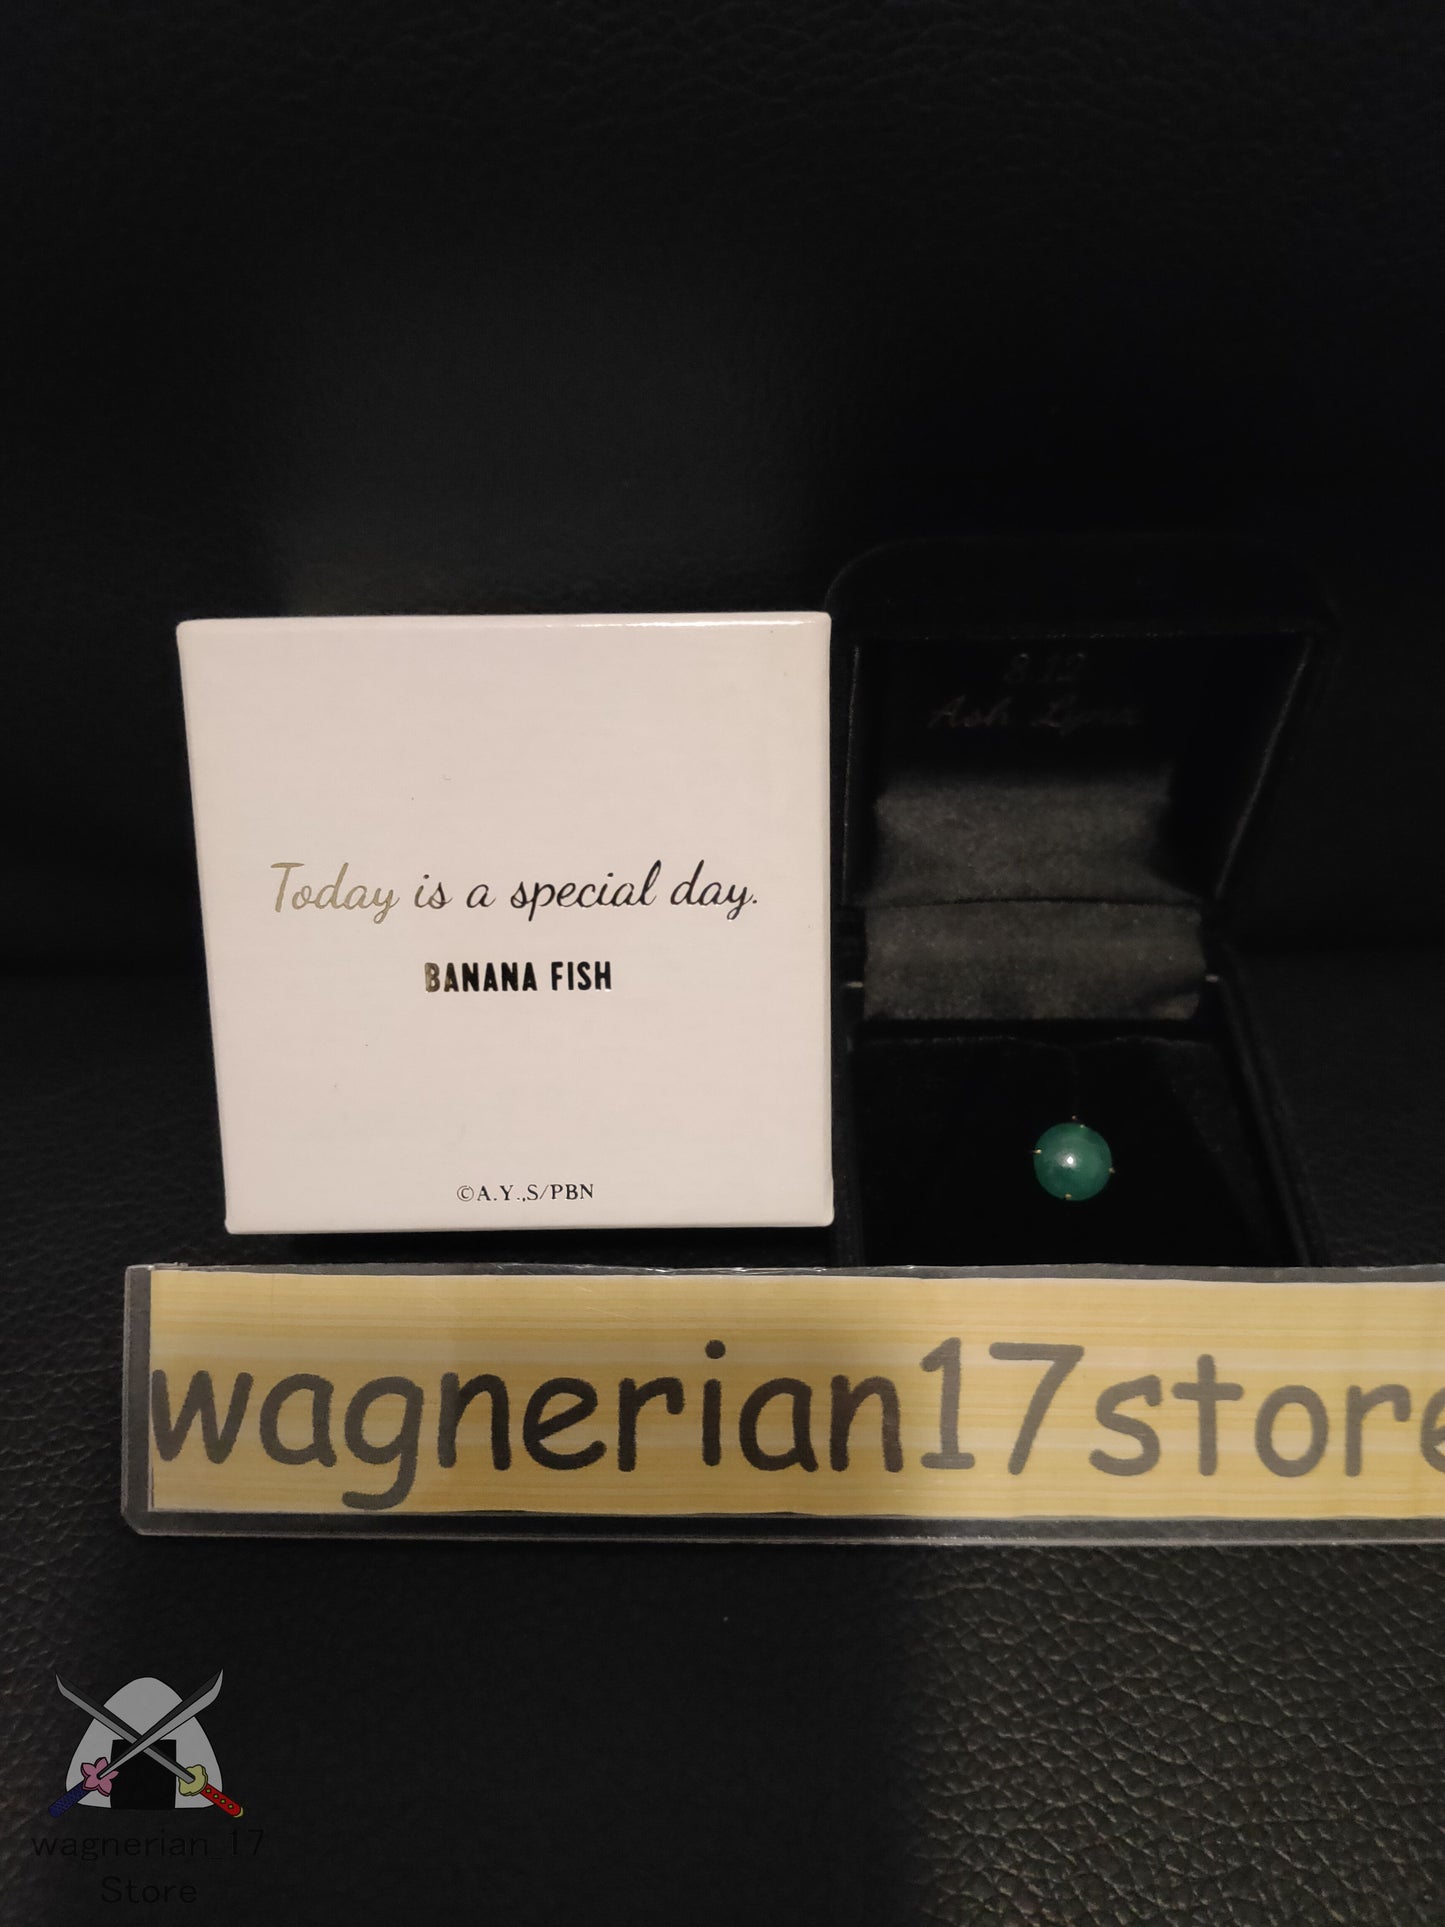 8.12
Ash Lynx
Today is a special day.
BANANA FISH
©A.Y.,S/PBN
wagnerian17store
wagnerian_17
Store